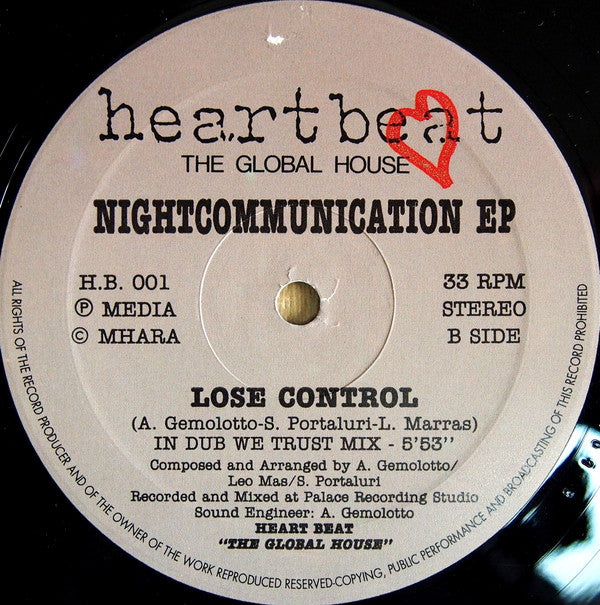 heartbeat
THE GLOBAL HOUSE
NIGHTCOMMUNICATION EP
H.B. 001
Ⓟ MEDIA
© MHARA
33 RPM
STEREO
B SIDE
LOSE CONTROL
(A. Gemolotto-S. Portaluri-L. Marras)
IN DUB WE TRUST MIX - 5'53"
Composed and Arranged by A. Gemolotto/
Leo Mas/S. Portaluri
Recorded and Mixed at Palace Recording Studio
Sound Engineer: A. Gemolotto
HEART BEAT
"THE GLOBAL HOUSE"
ALL RIGHTS OF THE RECORD PRODUCER AND OF THE OWNER OF THE WORK REPRODUCED RESERVED-COPYING, PUBLIC PERFORMANCE AND BROADCASTING OF THIS RECORD PROHIBITED